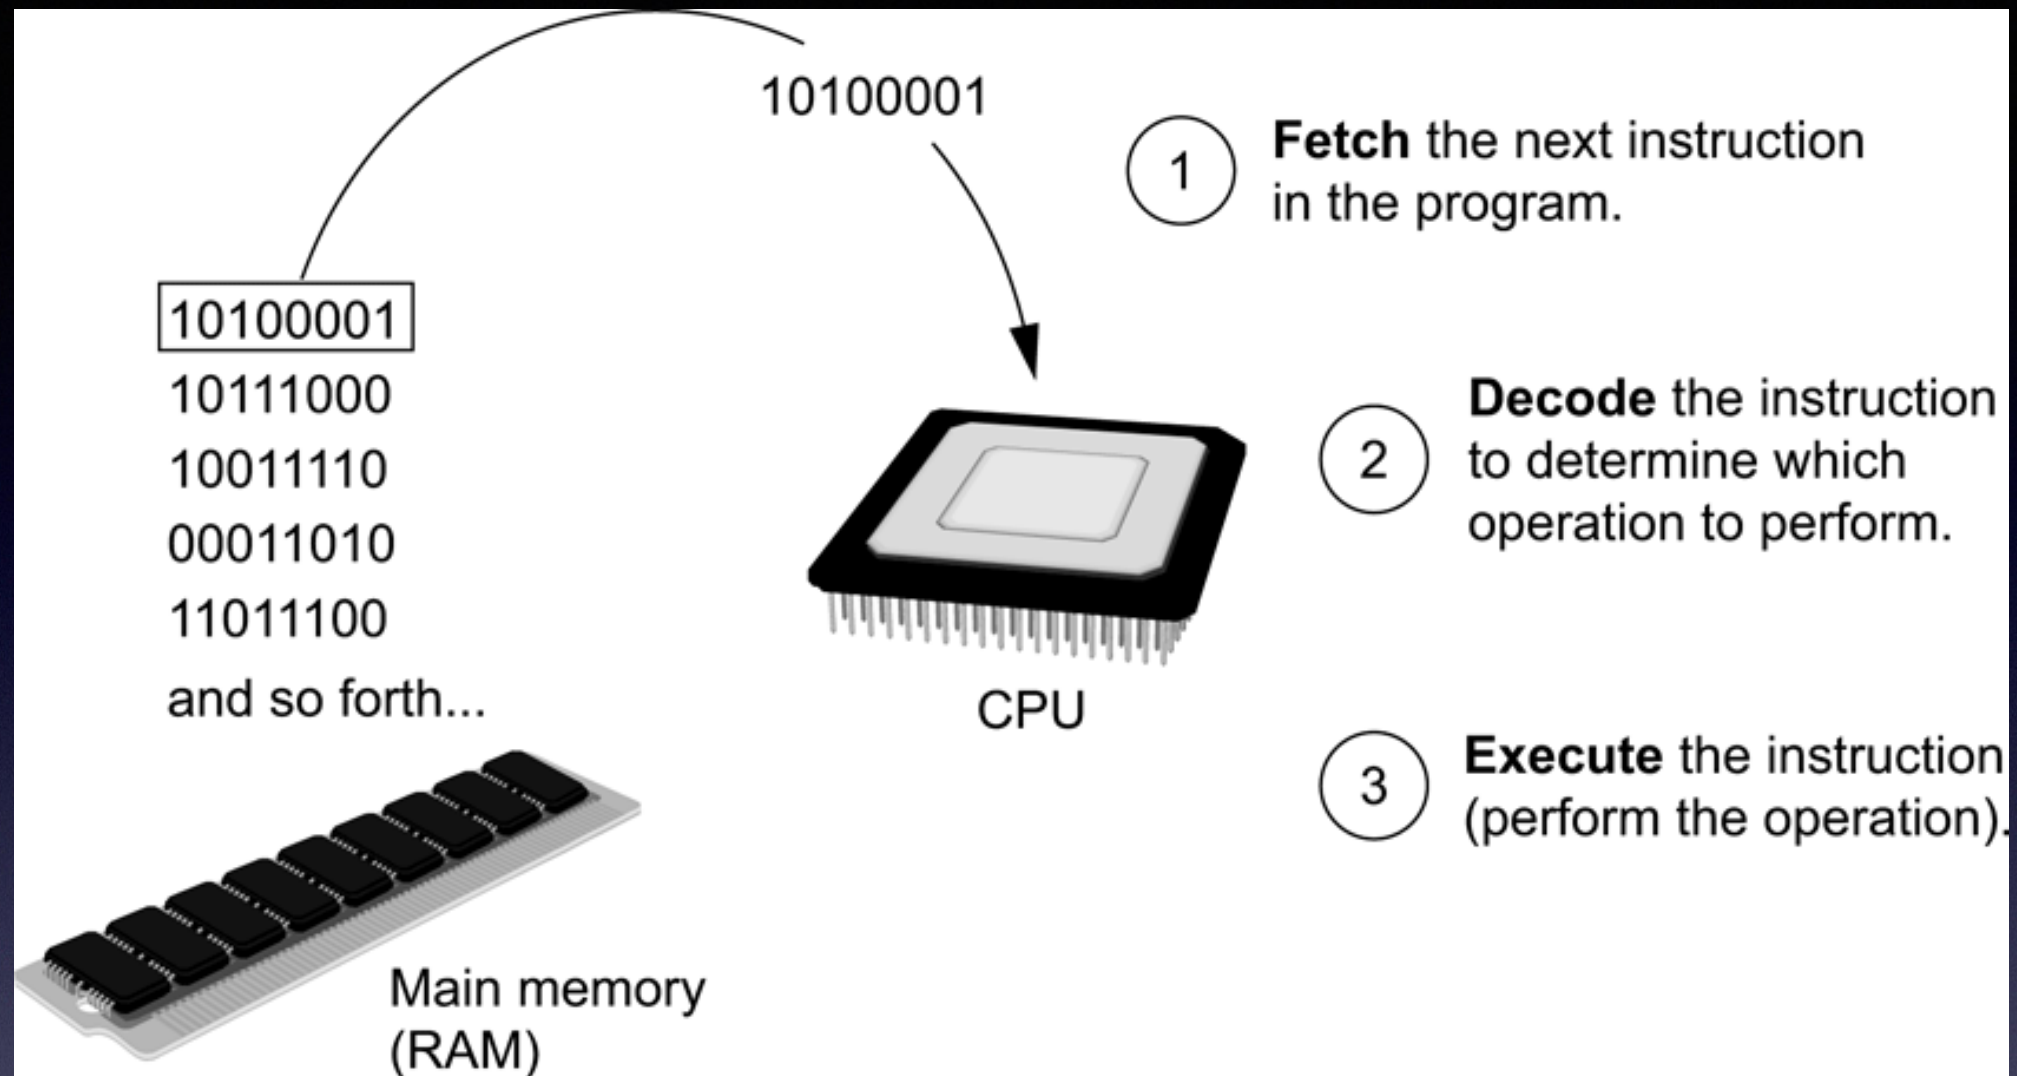 10100001
1
Fetch the next instruction
in the program.
10100001
10111000
10011110
00011010
11011100
and so forth...
2
Decode the instruction
to determine which
operation to perform.
CPU
3
Execute the instruction
(perform the operation).
Main memory
(RAM)